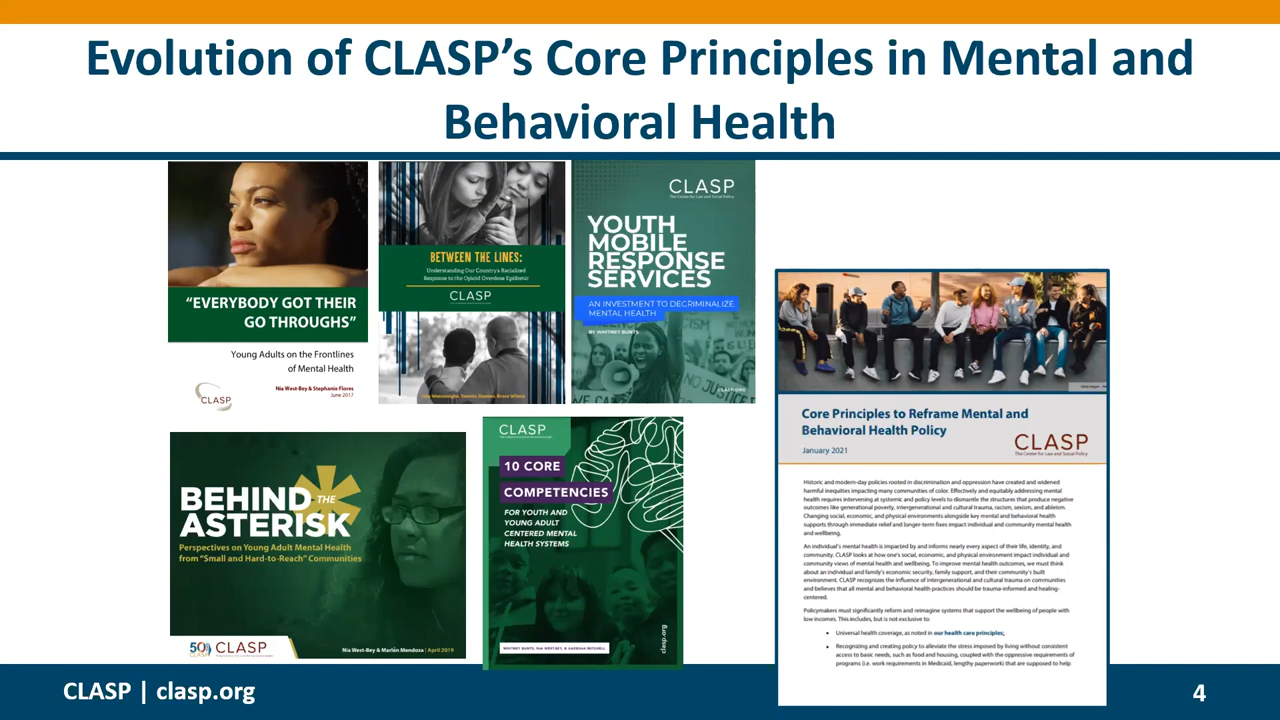 Evolution of CLASP's Core Principles in Mental and
Behavioral Health
"EVERYBODY GOT THEIR
GO THROUGHS"
Young Adults on the Frontlines
of Mental Health
Nia West-Bey & Stephanie Flores
June 2017
CLASP
BETWEEN THE LINES:
Understanding Our Country's Racialized
Response to the Opioid Overdose Epidemic
CLASP
CLASP
The Center for Law and Social Policy
YOUTH
MOBILE
RESPONSE
SERVICES
AN INVESTMENT TO DECRIMINALIZE
MENTAL HEALTH
BY WHITNEY BUNTS
CLASP.ORG
BEHIND THE
ASTERISK
Perspectives on Young Adult Mental Health
from "Small and Hard-to-Reach" Communities
50 CLASP
Nia West-Bey & Marlén Mendoza | April 2019
CLASP
10 CORE
COMPETENCIES
FOR YOUTH AND
YOUNG ADULT
CENTERED MENTAL
HEALTH SYSTEMS
WHITNEY BUNTS, NIA WEST-BEY, & KADESHA MITCHELL
clasp.org
Core Principles to Reframe Mental and
Behavioral Health Policy
January 2021
CLASP
The Center for Law and Social Policy
Historic and modern-day policies rooted in discrimination and oppression have created and widened
harmful inequities impacting many communities of color. Effectively and equitably addressing mental
health requires intervening at systemic and policy levels to dismantle the structures that produce negative
outcomes like generational poverty, intergenerational and cultural trauma, racism, sexism, and ableism.
Changing social, economic, and physical environments alongside key mental and behavioral health
supports through immediate relief and longer-term fixes impact individual and community mental health
and wellbeing.
An individual's mental health is impacted by and informs nearly every aspect of their life, identity, and
community. CLASP looks at how one's social, economic, and physical environment impact individual and
community views of mental health and wellbeing. To improve mental health outcomes, we must think
about an individual and family's economic security, family support, and their community's built
environment. CLASP recognizes the influence of intergenerational and cultural trauma on communities
and believes that all mental and behavioral health practices should be trauma-informed and healing-
centered.
Policymakers must significantly reform and reimagine systems that support the wellbeing of people with
low incomes. This includes, but is not exclusive to:
• Universal health coverage, as noted in our health care principles;
• Recognizing and creating policy to alleviate the stress imposed by living without consistent
access to basic needs, such as food and housing, coupled with the oppressive requirements of
programs (i.e. work requirements in Medicaid, lengthy paperwork) that are supposed to help
CLASP | clasp.org
4